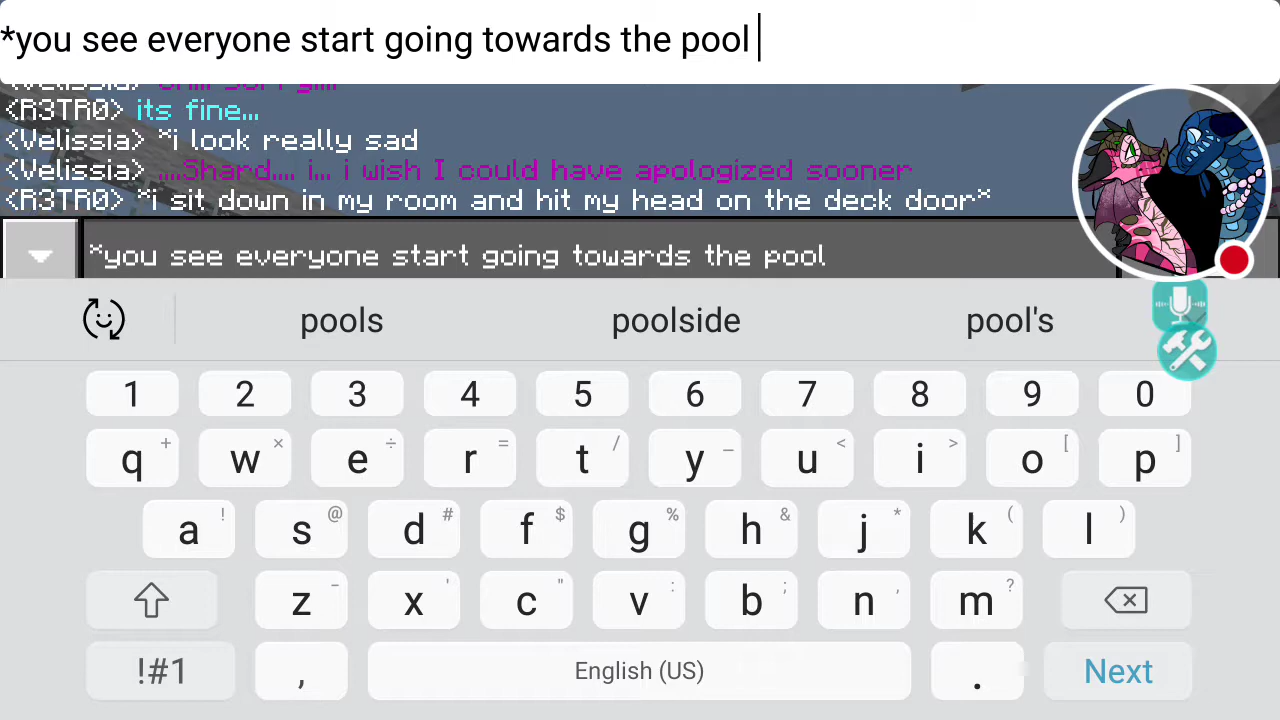 *you see everyone start going towards the pool
<R3TR0> its fine...
<Velissia> *i look really sad
<Velissia> ....Shard.... i... i wish I could have apologized sooner
<R3TR0> *i sit down in my room and hit my head on the deck door*
*you see everyone start going towards the pool
pools poolside pool's
1 2 3 4 5 6 7 8 9 0
q + w × e ÷ r = t / y _ u < i > o [ p ]
a ! s @ d # f $ g % h & j * k ( l )
z - x ' c " v : b ; n , m ?
!#1 , English (US) . Next